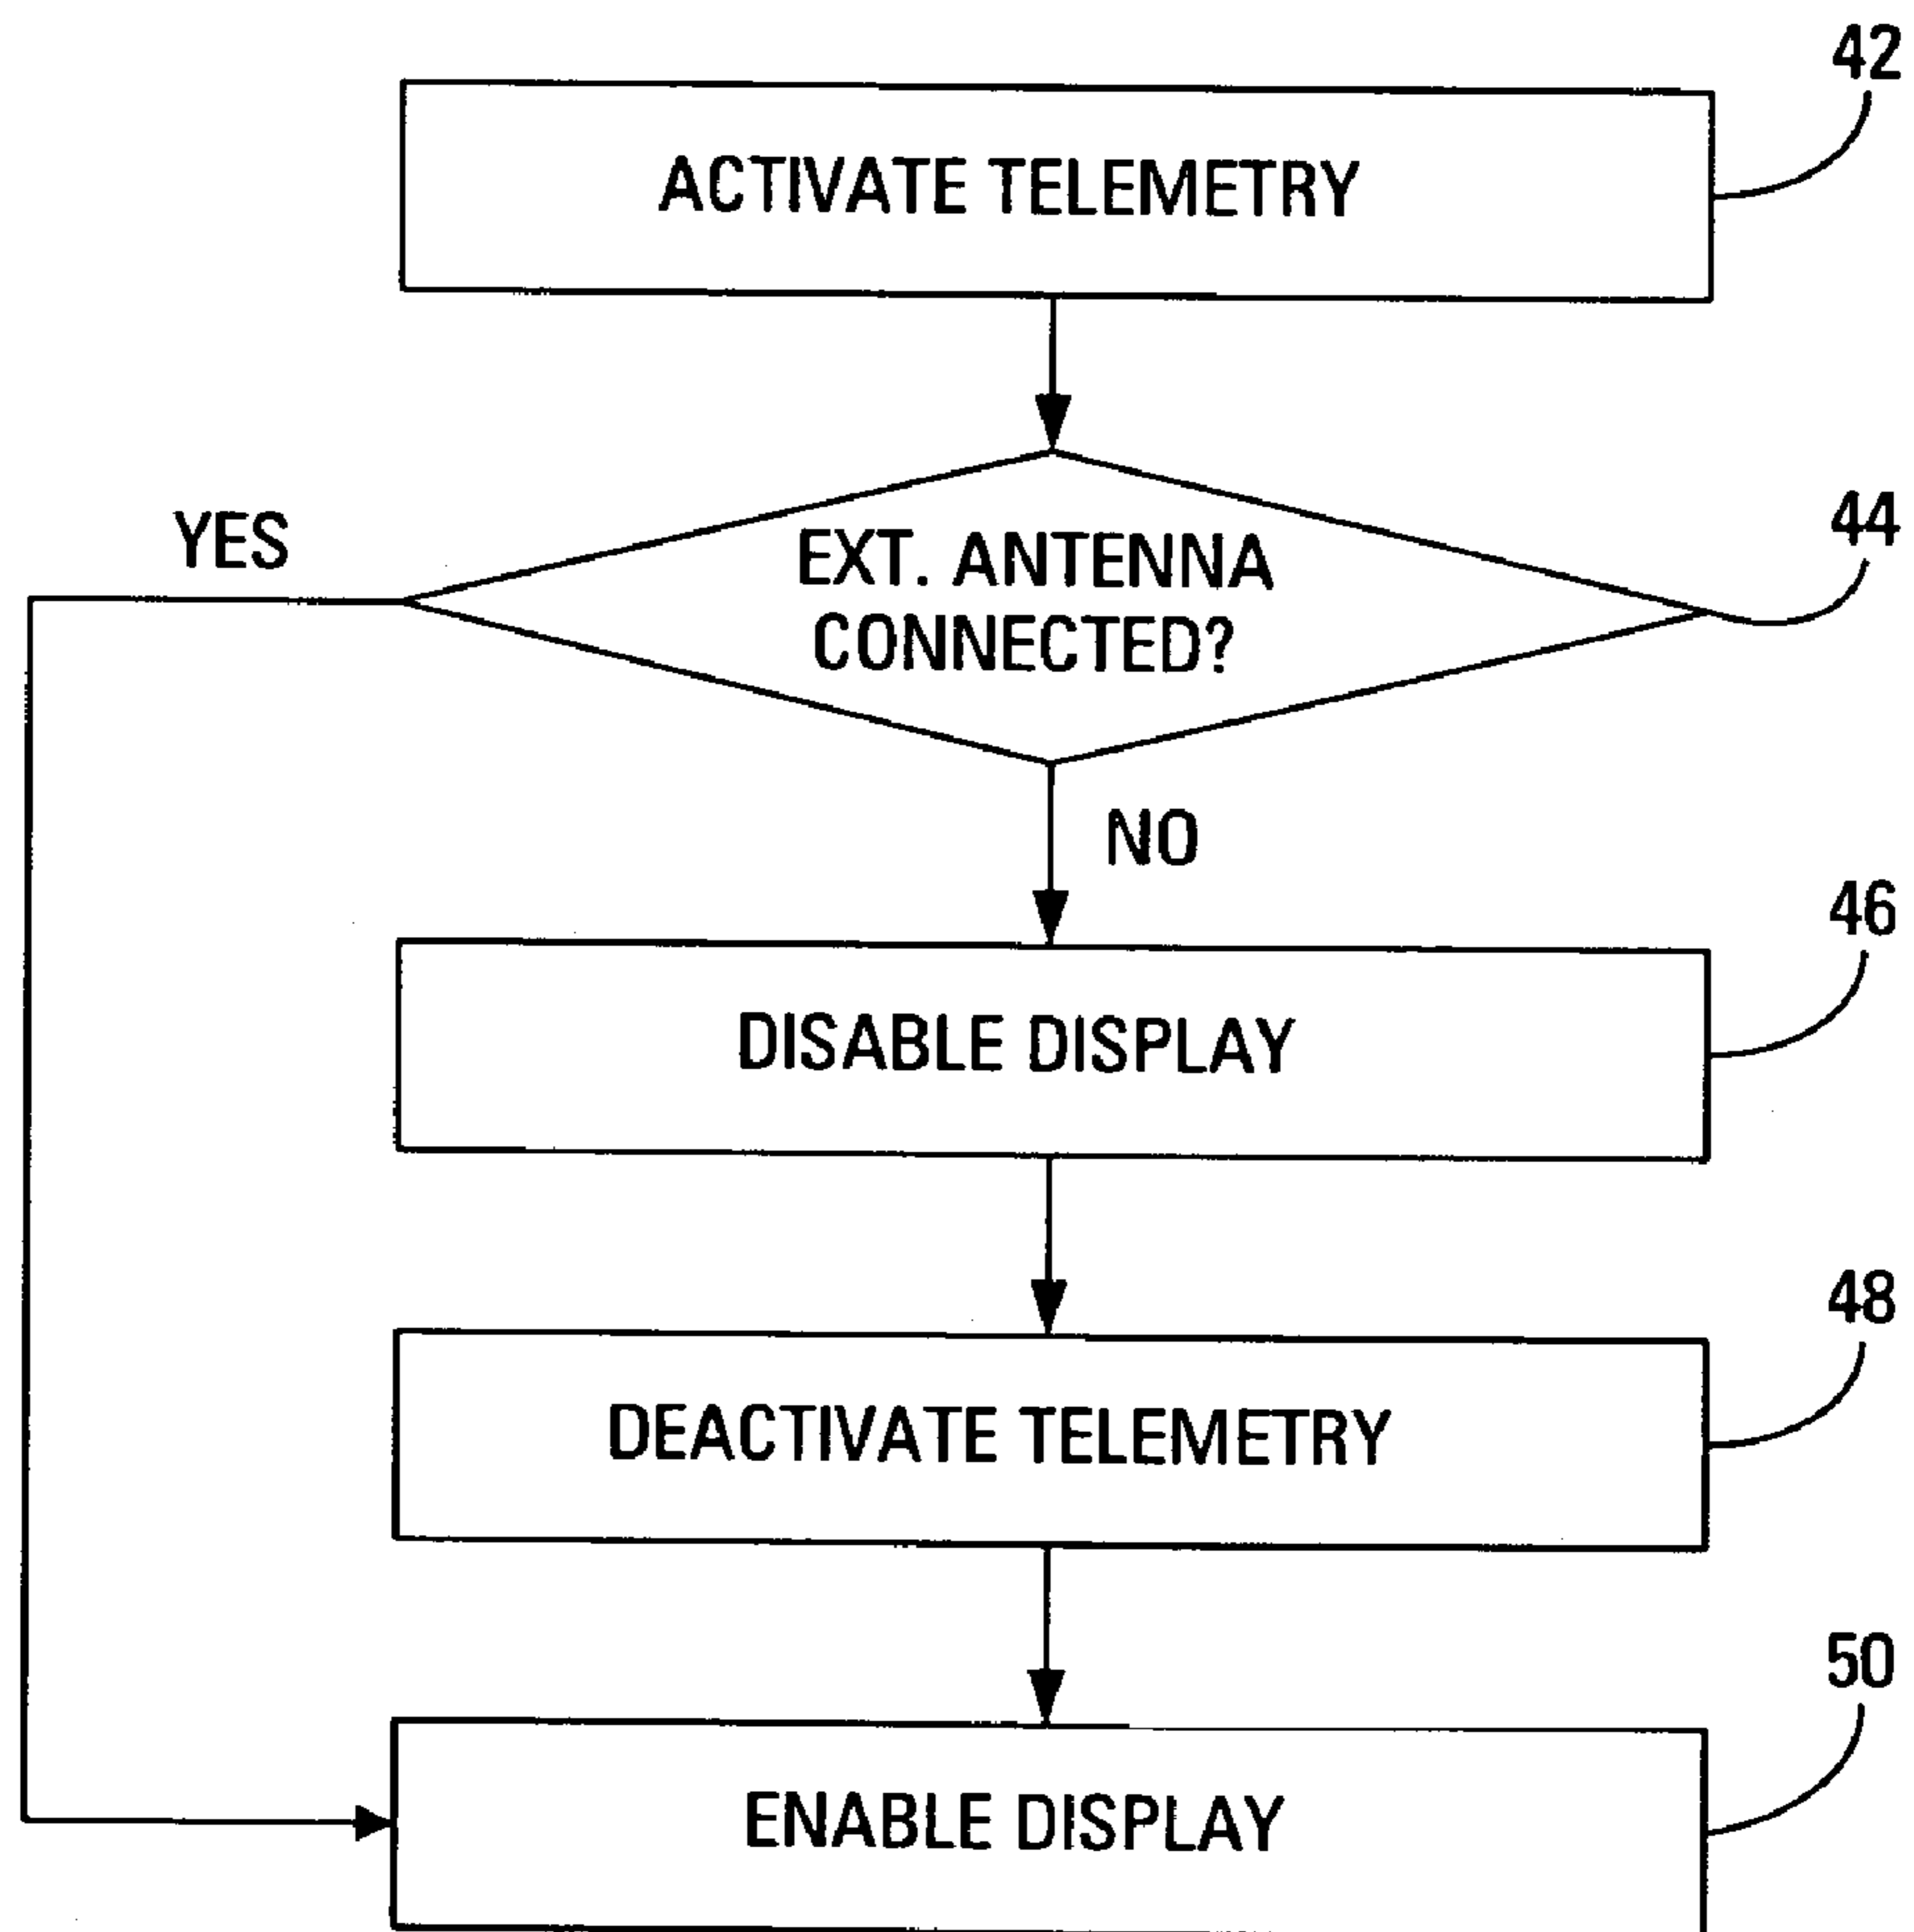 42
ACTIVATE TELEMETRY
44
YES
EXT. ANTENNA
CONNECTED?
NO
46
DISABLE DISPLAY
48
DEACTIVATE TELEMETRY
50
ENABLE DISPLAY